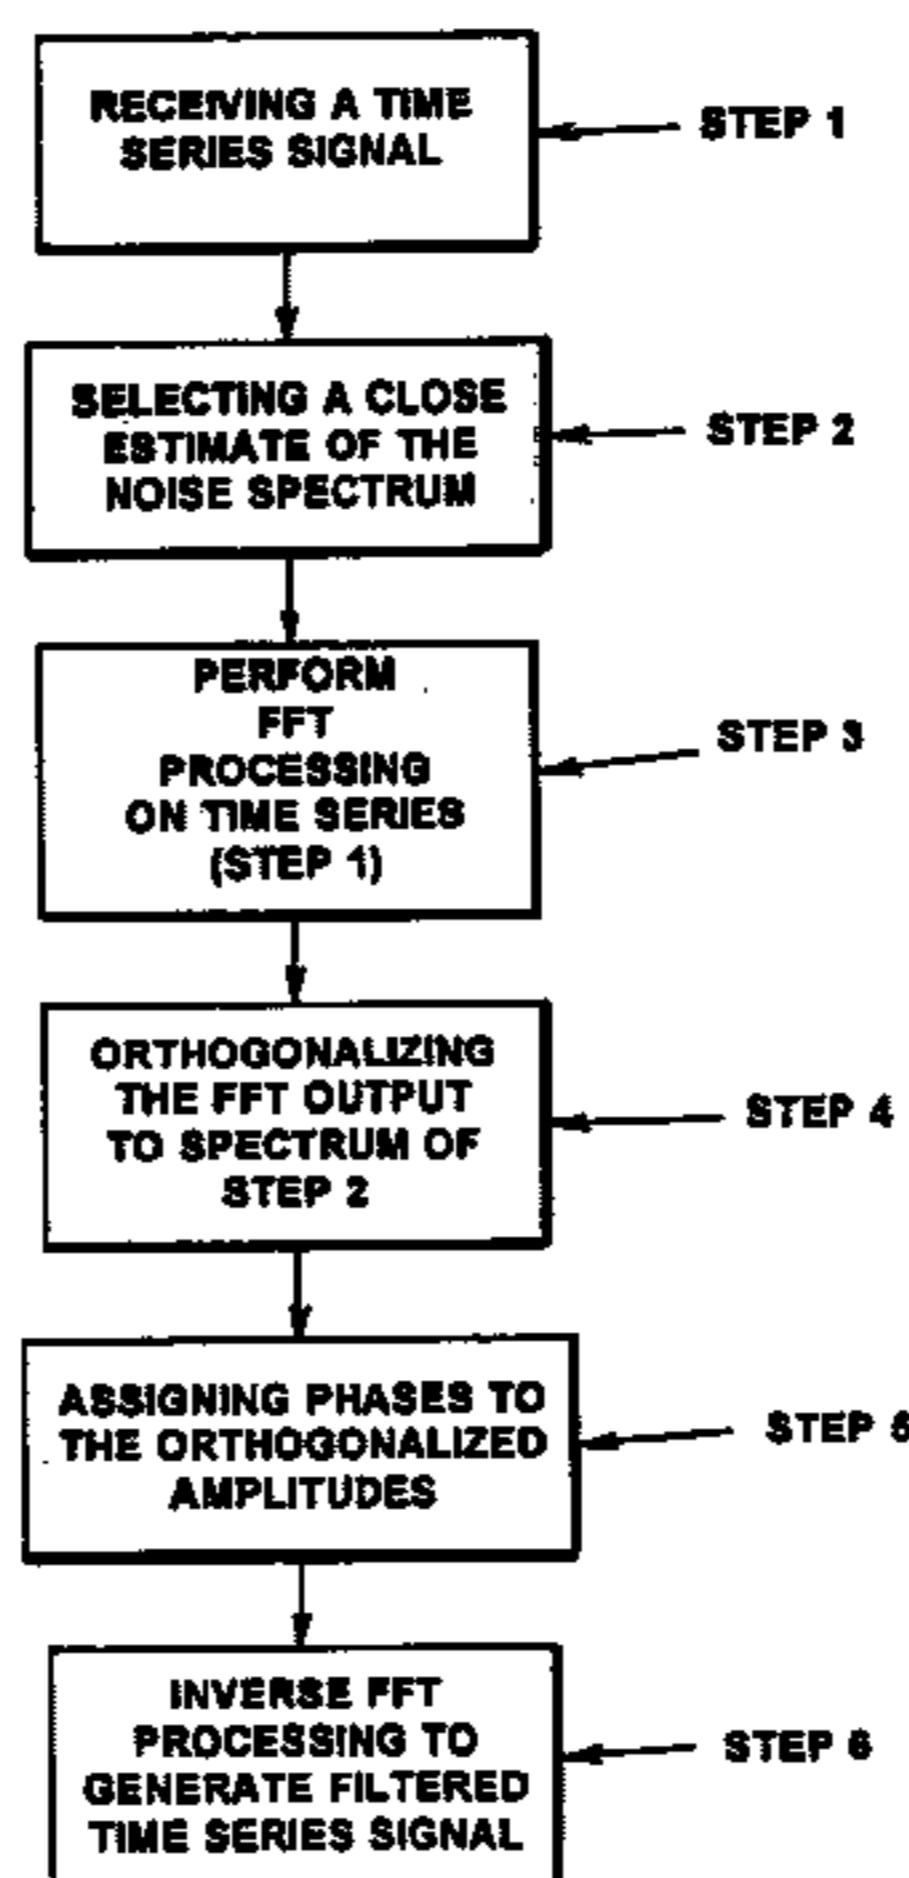 RECEIVING A TIME
SERIES SIGNAL
STEP 1
SELECTING A CLOSE
ESTIMATE OF THE
NOISE SPECTRUM
STEP 2
PERFORM
FFT
PROCESSING
ON TIME SERIES
(STEP 1)
STEP 3
ORTHOGONALIZING
THE FFT OUTPUT
TO SPECTRUM OF
STEP 2
STEP 4
ASSIGNING PHASES TO
THE ORTHOGONALIZED
AMPLITUDES
STEP 5
INVERSE FFT
PROCESSING TO
GENERATE FILTERED
TIME SERIES SIGNAL
STEP 6